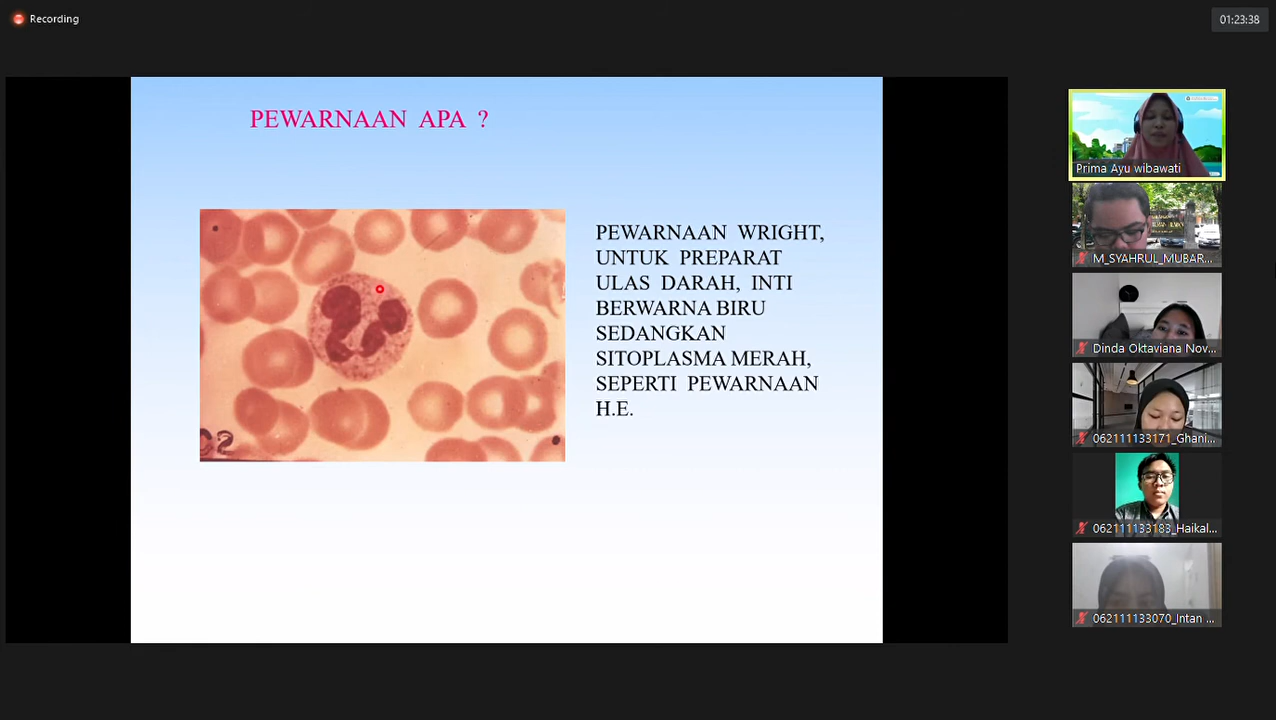 Recording
01:23:38
PEWARNAAN APA ?
PEWARNAAN WRIGHT,
UNTUK PREPARAT
ULAS DARAH, INTI
BERWARNA BIRU
SEDANGKAN
SITOPLASMA MERAH,
SEPERTI PEWARNAAN
H.E.
Prima Ayu wibawati
M_SYAHRUL_MUBAR...
Dinda Oktaviana Nov...
062111133171_Ghani...
062111133183_Haikal...
062111133070_Intan ...